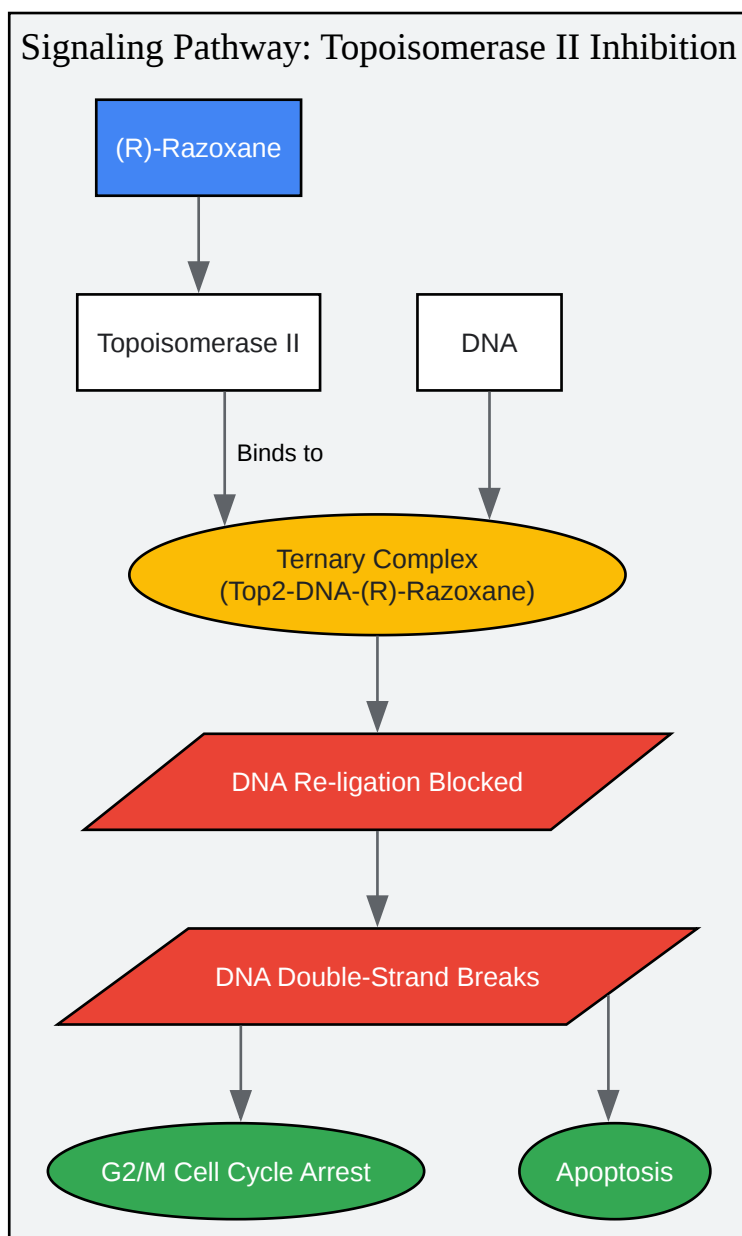 Signaling Pathway: Topoisomerase II Inhibition
(R)-Razoxane
Topoisomerase II
DNA
Binds to
Ternary Complex
(Top2-DNA-(R)-Razoxane)
DNA Re-ligation Blocked
DNA Double-Strand Breaks
G2/M Cell Cycle Arrest
Apoptosis